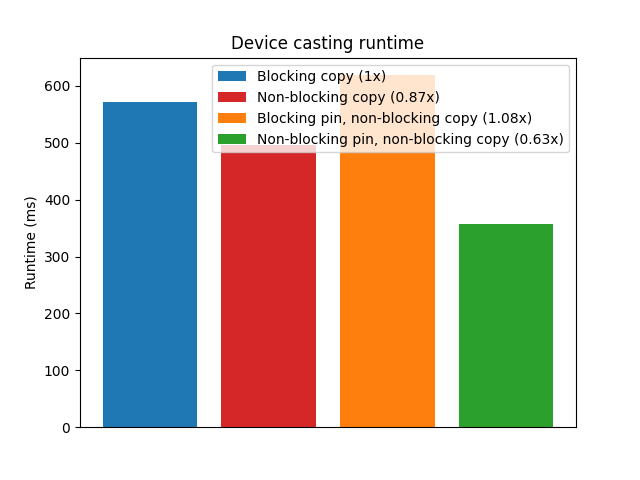 Device casting runtime
Blocking copy (1x)
Non-blocking copy (0.87x)
Blocking pin, non-blocking copy (1.08x)
Non-blocking pin, non-blocking copy (0.63x)
Runtime (ms)
600
500
400
300
200
100
0